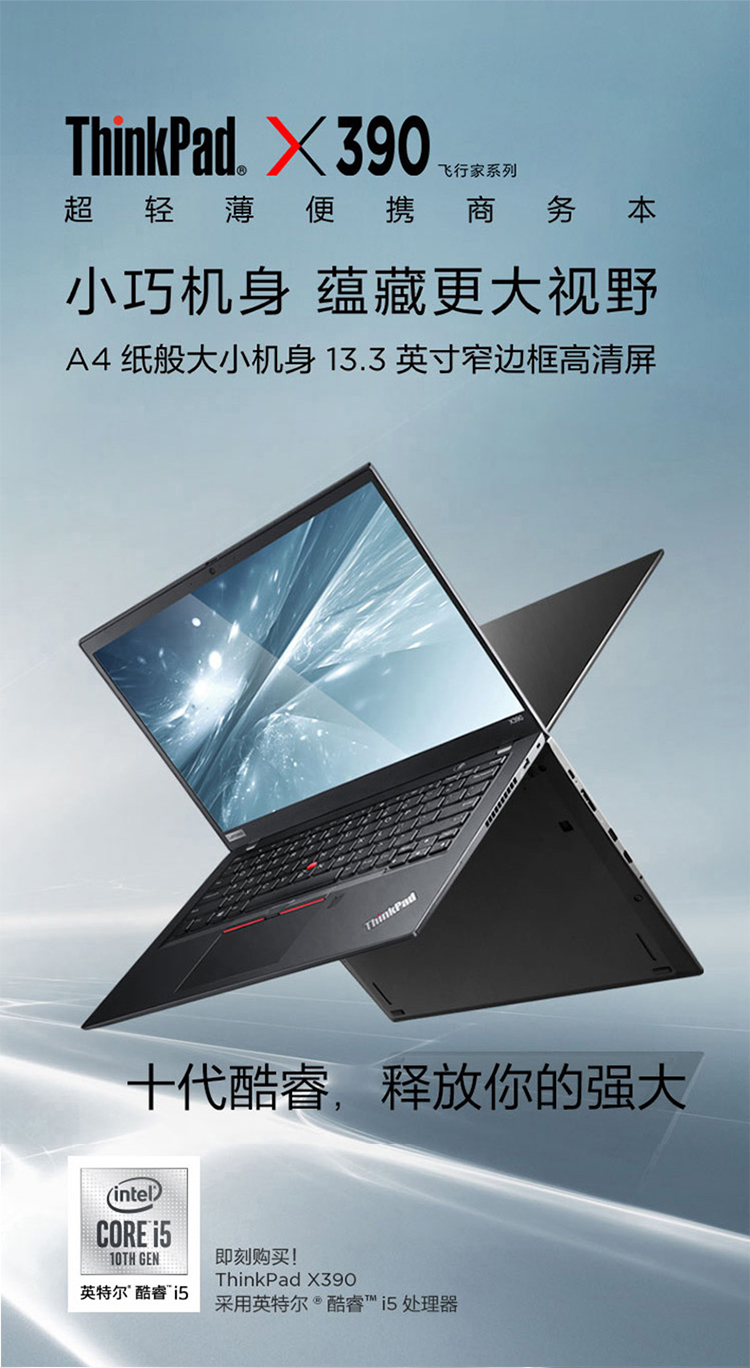 ThinkPad® X390 飞行家系列
超轻薄便携商务本
小巧机身 蕴藏更大视野
A4 纸般大小机身 13.3 英寸窄边框高清屏
X390
Lenovo
ThinkPad
十代酷睿，释放你的强大
intel®
CORE™ i5
10TH GEN
英特尔® 酷睿™ i5
即刻购买！
ThinkPad X390
采用英特尔 ® 酷睿™ i5 处理器